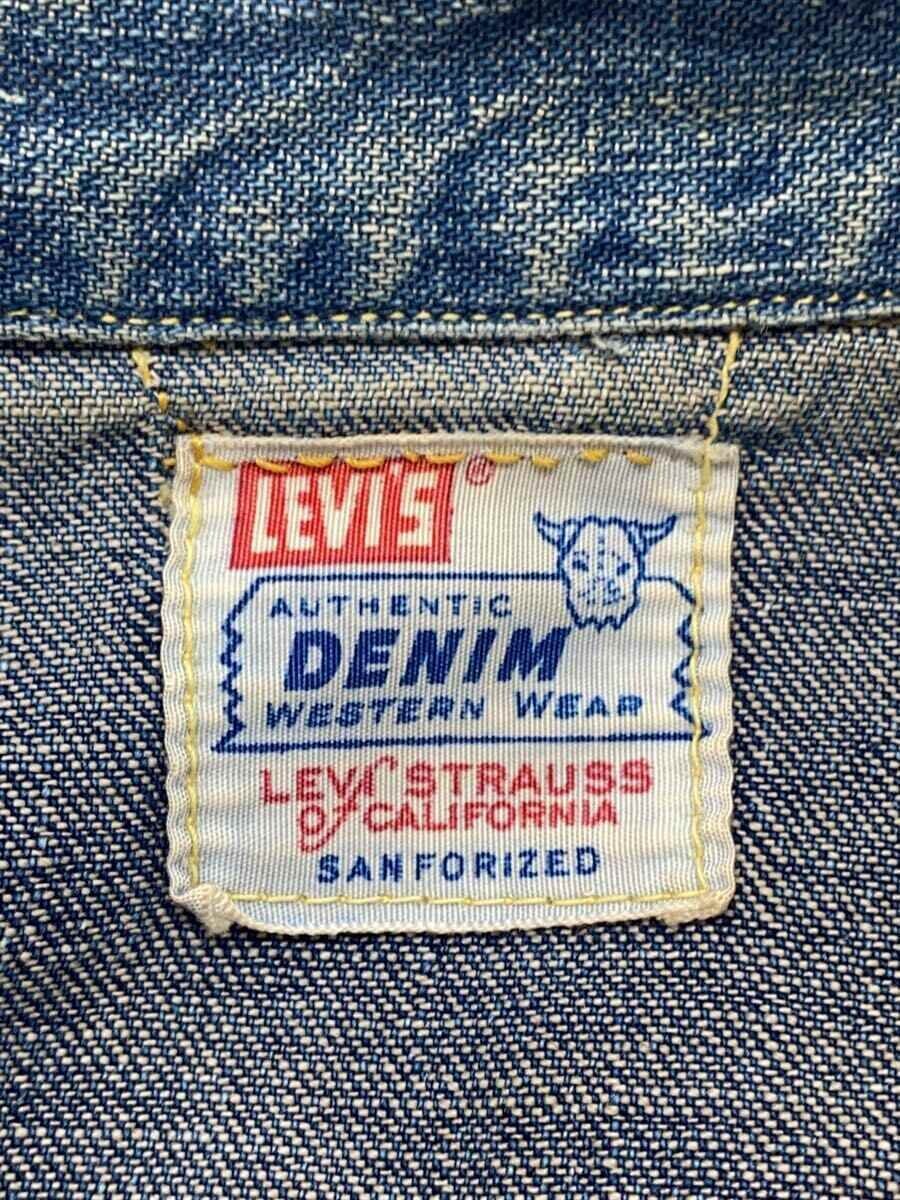 LEVI'S®
AUTHENTIC
DENIM
WESTERN WEAR
LEVI STRAUSS
Of CALIFORNIA
SANFORIZED